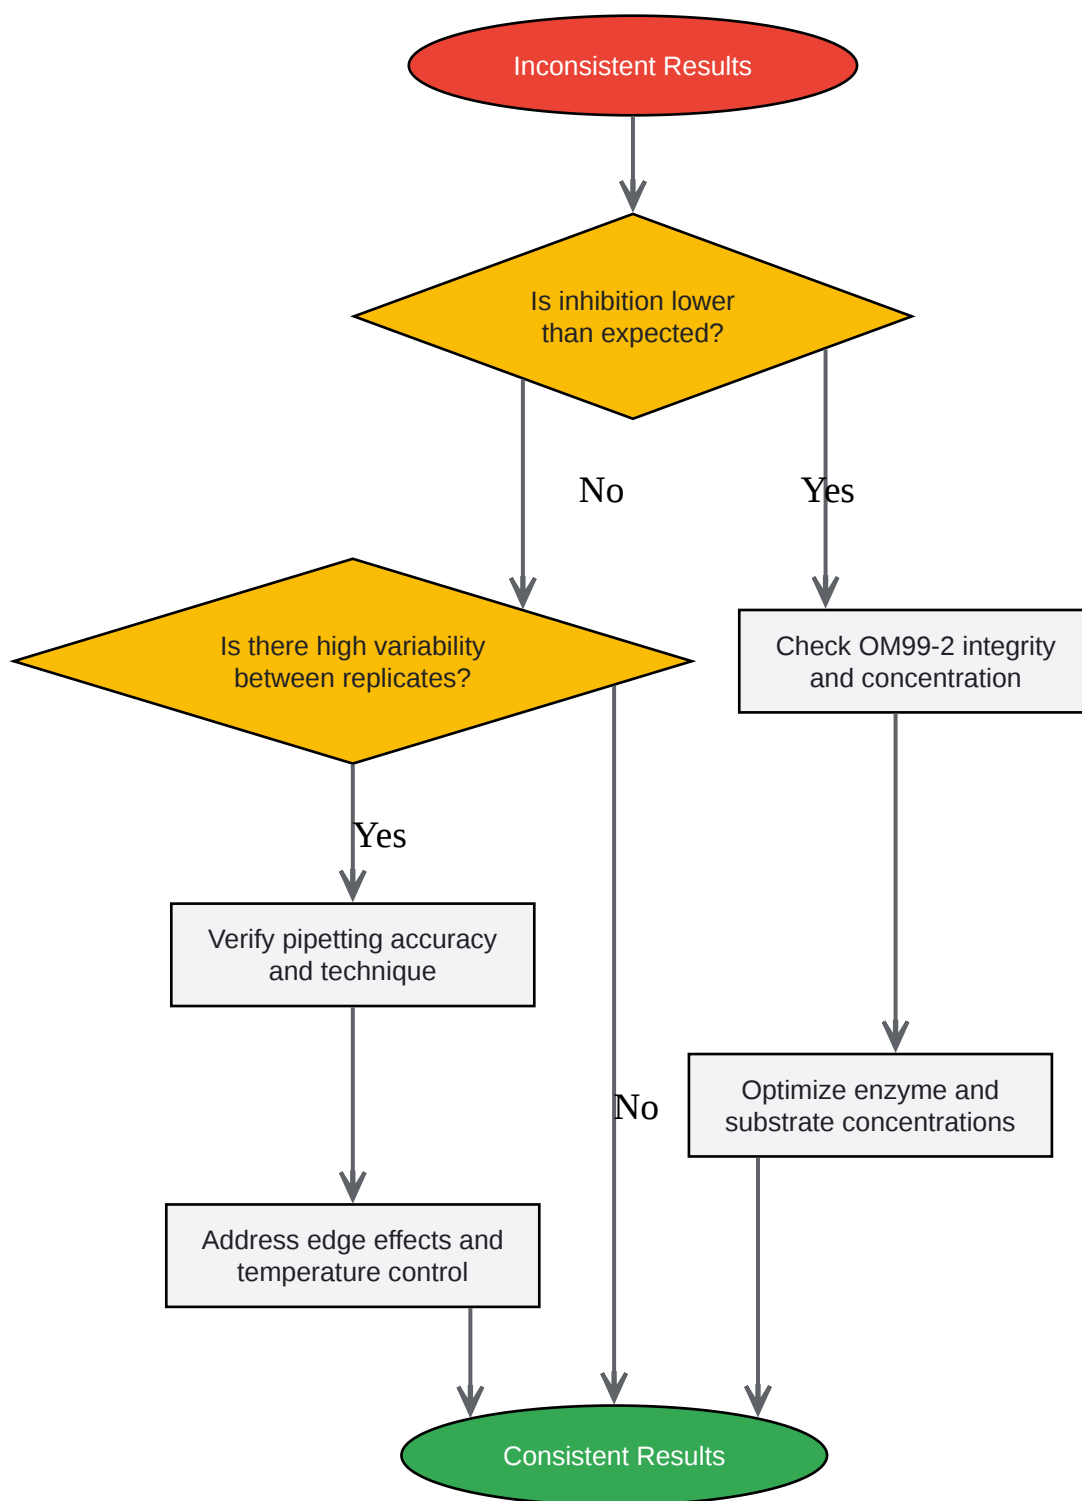 Inconsistent Results
Is inhibition lower
than expected?
No
Yes
Is there high variability
between replicates?
Check OM99-2 integrity
and concentration
Yes
Verify pipetting accuracy
and technique
Optimize enzyme and
substrate concentrations
No
Address edge effects and
temperature control
Consistent Results